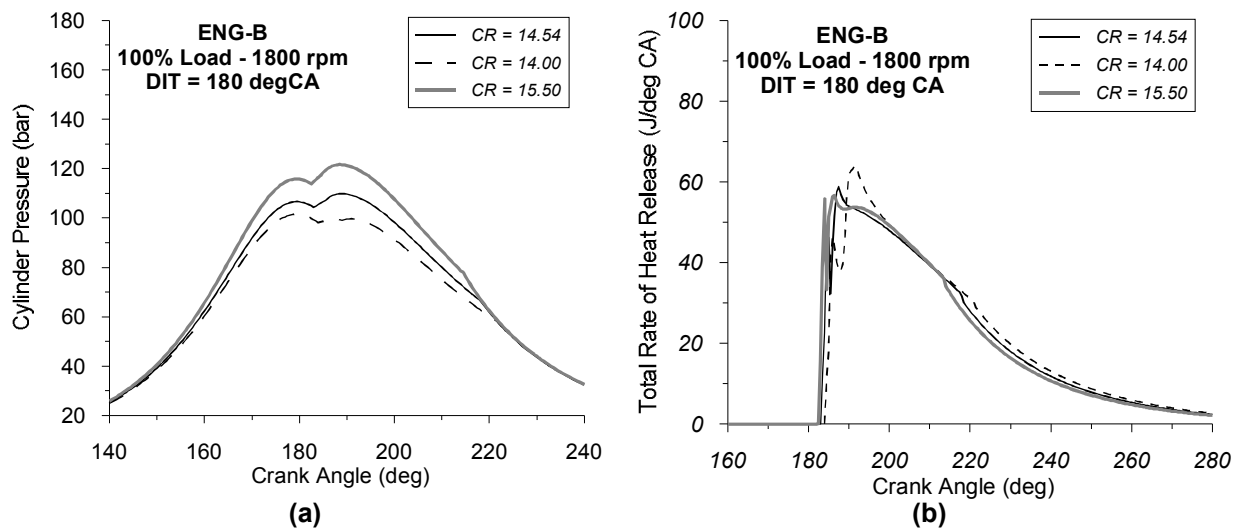 180
160
140
120
100
80
60
40
20
Cylinder Pressure (bar)
ENG-B
100% Load - 1800 rpm
DIT = 180 degCA
CR = 14.54
CR = 14.00
CR = 15.50
140 160 180 200 220 240
Crank Angle (deg)
(a)
100
80
60
40
20
0
Total Rate of Heat Release (J/deg CA)
ENG-B
100% Load - 1800 rpm
DIT = 180 deg CA
CR = 14.54
CR = 14.00
CR = 15.50
160 180 200 220 240 260 280
Crank Angle (deg)
(b)